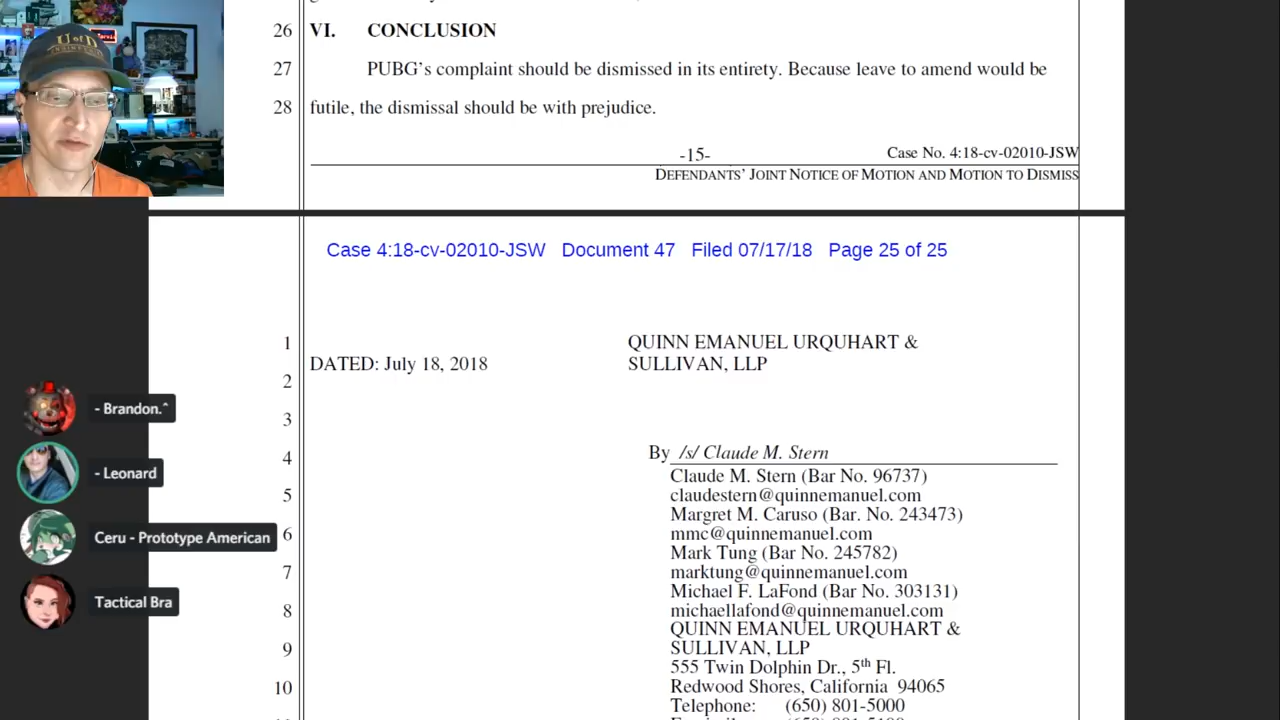 26 VI. CONCLUSION
27 PUBG's complaint should be dismissed in its entirety. Because leave to amend would be
28 futile, the dismissal should be with prejudice.
-15- Case No. 4:18-cv-02010-JSW
DEFENDANTS' JOINT NOTICE OF MOTION AND MOTION TO DISMISS
Case 4:18-cv-02010-JSW Document 47 Filed 07/17/18 Page 25 of 25
1 QUINN EMANUEL URQUHART &
DATED: July 18, 2018 SULLIVAN, LLP
2
3
4 By /s/ Claude M. Stern
Claude M. Stern (Bar No. 96737)
5 claudestern@quinnemanuel.com
Margret M. Caruso (Bar. No. 243473)
6 mmc@quinnemanuel.com
Mark Tung (Bar No. 245782)
7 marktung@quinnemanuel.com
Michael F. LaFond (Bar No. 303131)
8 michaellafond@quinnemanuel.com
QUINN EMANUEL URQUHART &
9 SULLIVAN, LLP
555 Twin Dolphin Dr., 5th Fl.
10 Redwood Shores, California 94065
Telephone: (650) 801-5000
U of D
- Brandon.^
- Leonard
Ceru - Prototype American
Tactical Bra